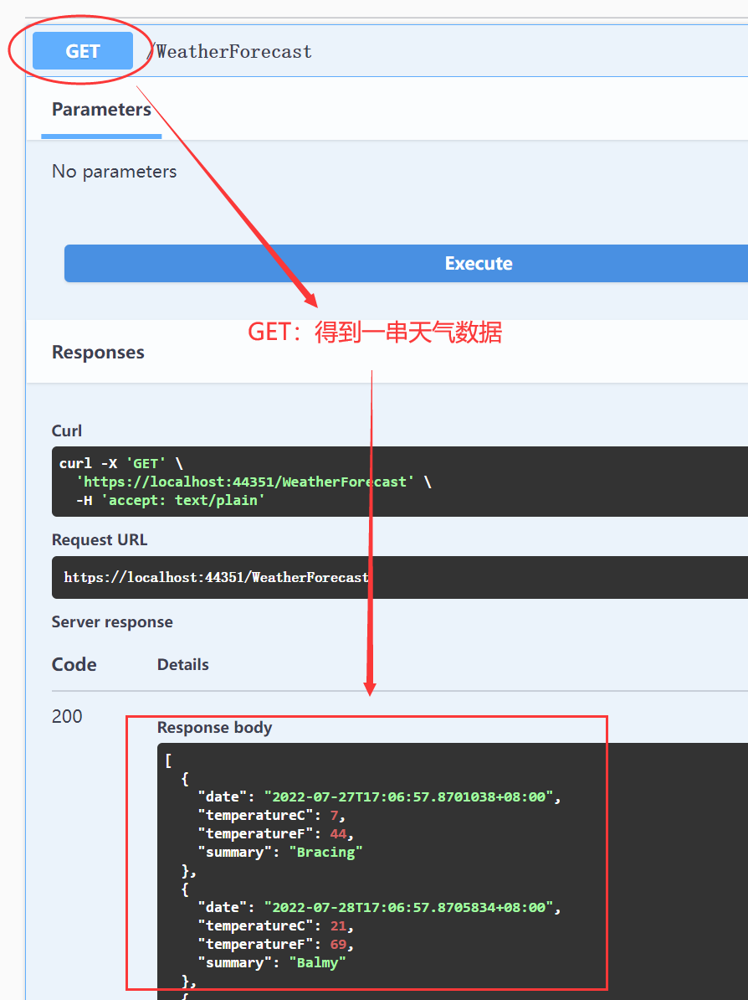 GET /WeatherForecast
Parameters
No parameters
Execute
GET：得到一串天气数据
Responses
Curl
curl -X 'GET' \
  'https://localhost:44351/WeatherForecast' \
  -H 'accept: text/plain'
Request URL
https://localhost:44351/WeatherForecast
Server response
Code Details
200
Response body
[
  {
    "date": "2022-07-27T17:06:57.8701038+08:00",
    "temperatureC": 7,
    "temperatureF": 44,
    "summary": "Bracing"
  },
  {
    "date": "2022-07-28T17:06:57.8705834+08:00",
    "temperatureC": 21,
    "temperatureF": 69,
    "summary": "Balmy"
  },
  {